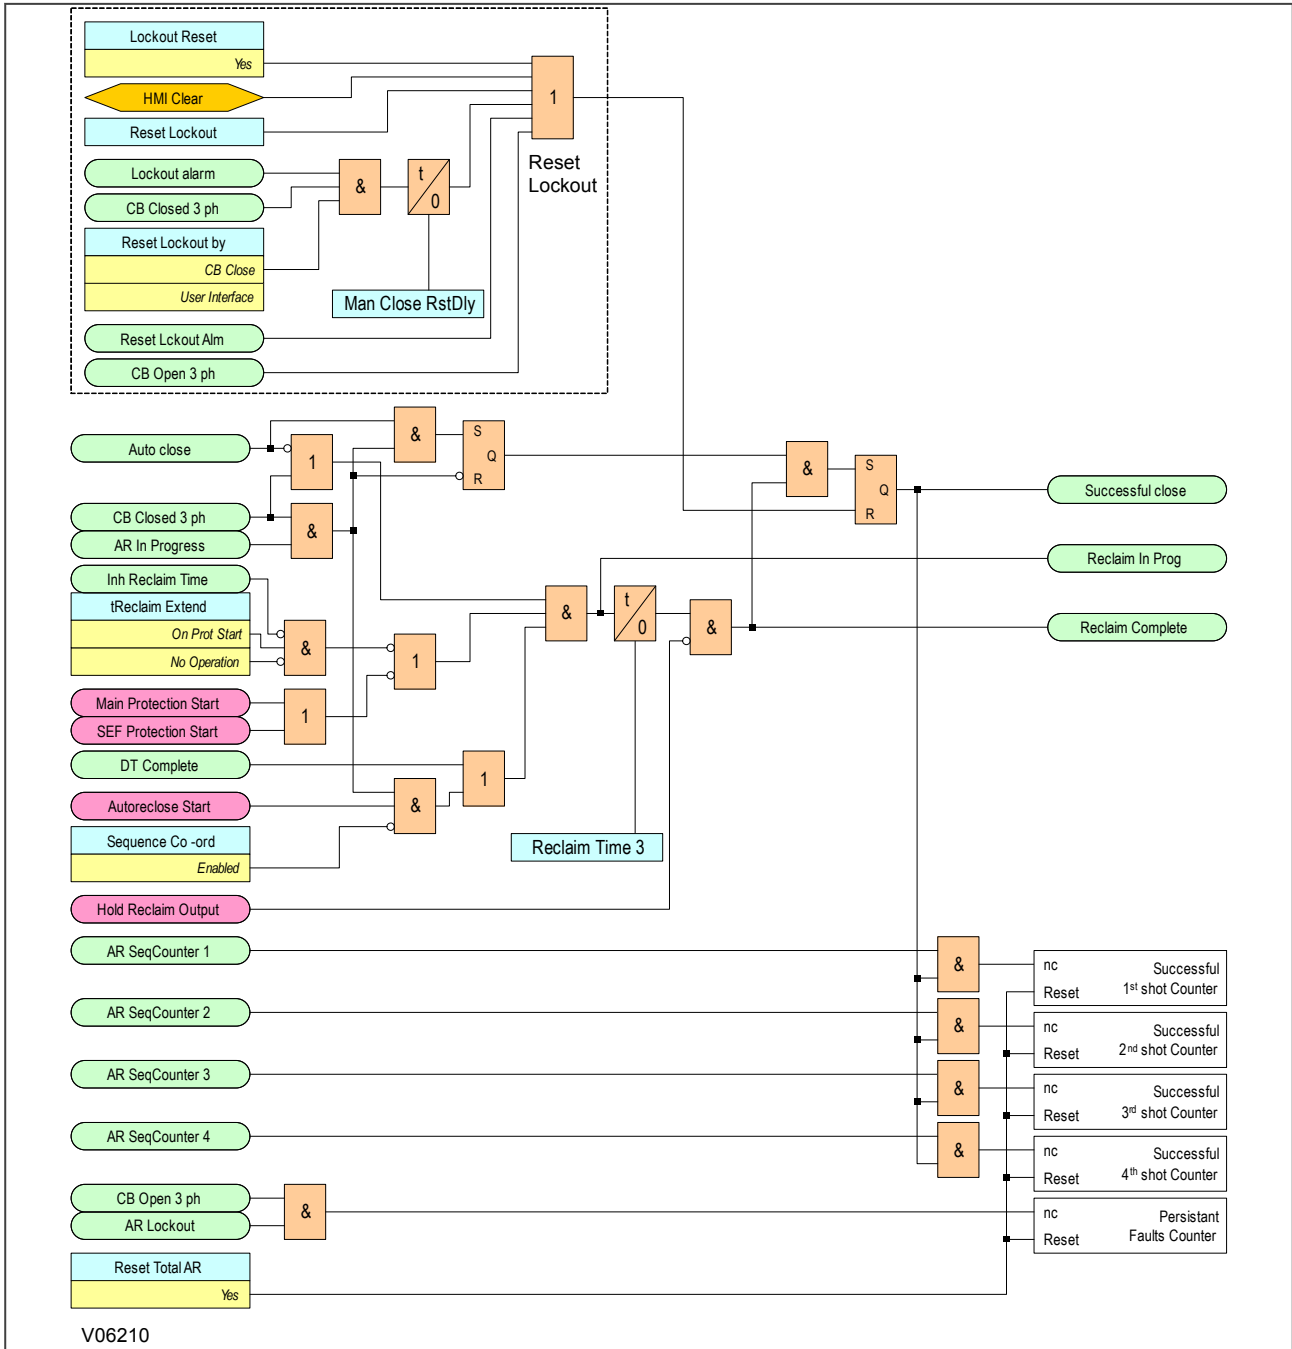 Lockout Reset
Yes
HMI Clear
1
Reset Lockout
Reset
Lockout
Lockout alarm
&
t
0
CB Closed 3 ph
Reset Lockout by
CB Close
User Interface
Man Close RstDly
Reset Lckout Alm
CB Open 3 ph
Auto close
1
&
S
Q
R
&
S
Q
R
Successful close
CB Closed 3 ph
AR In Progress
&
Reclaim In Prog
Inh Reclaim Time
tReclaim Extend
On Prot Start
No Operation
&
1
&
t
0
&
Reclaim Complete
Main Protection Start
SEF Protection Start
1
DT Complete
1
Autoreclose Start
&
Sequence Co -ord
Enabled
Reclaim Time 3
Hold Reclaim Output
AR SeqCounter 1
&
nc
Successful
Reset
1st shot Counter
AR SeqCounter 2
&
nc
Successful
Reset
2nd shot Counter
AR SeqCounter 3
&
nc
Successful
Reset
3rd shot Counter
AR SeqCounter 4
&
nc
Successful
Reset
4th shot Counter
CB Open 3 ph
AR Lockout
&
nc
Persistant
Reset
Faults Counter
Reset Total AR
Yes
V06210